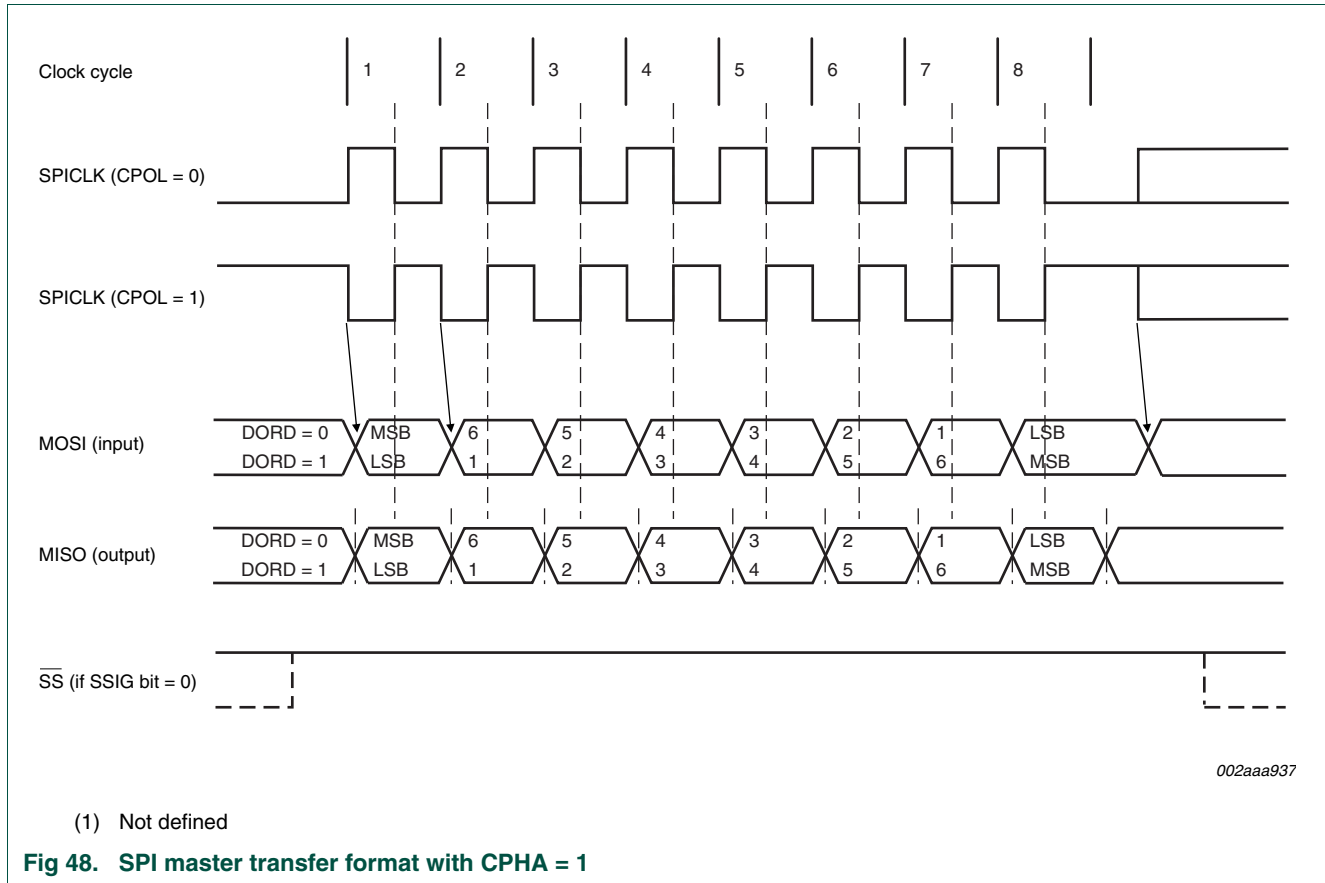 Clock cycle 1 2 3 4 5 6 7 8
SPICLK (CPOL = 0)
SPICLK (CPOL = 1)
MOSI (input)
DORD = 0 MSB 6 5 4 3 2 1 LSB
DORD = 1 LSB 1 2 3 4 5 6 MSB
MISO (output)
DORD = 0 MSB 6 5 4 3 2 1 LSB
DORD = 1 LSB 1 2 3 4 5 6 MSB
SS (if SSIG bit = 0)
002aaa937
(1) Not defined
Fig 48. SPI master transfer format with CPHA = 1